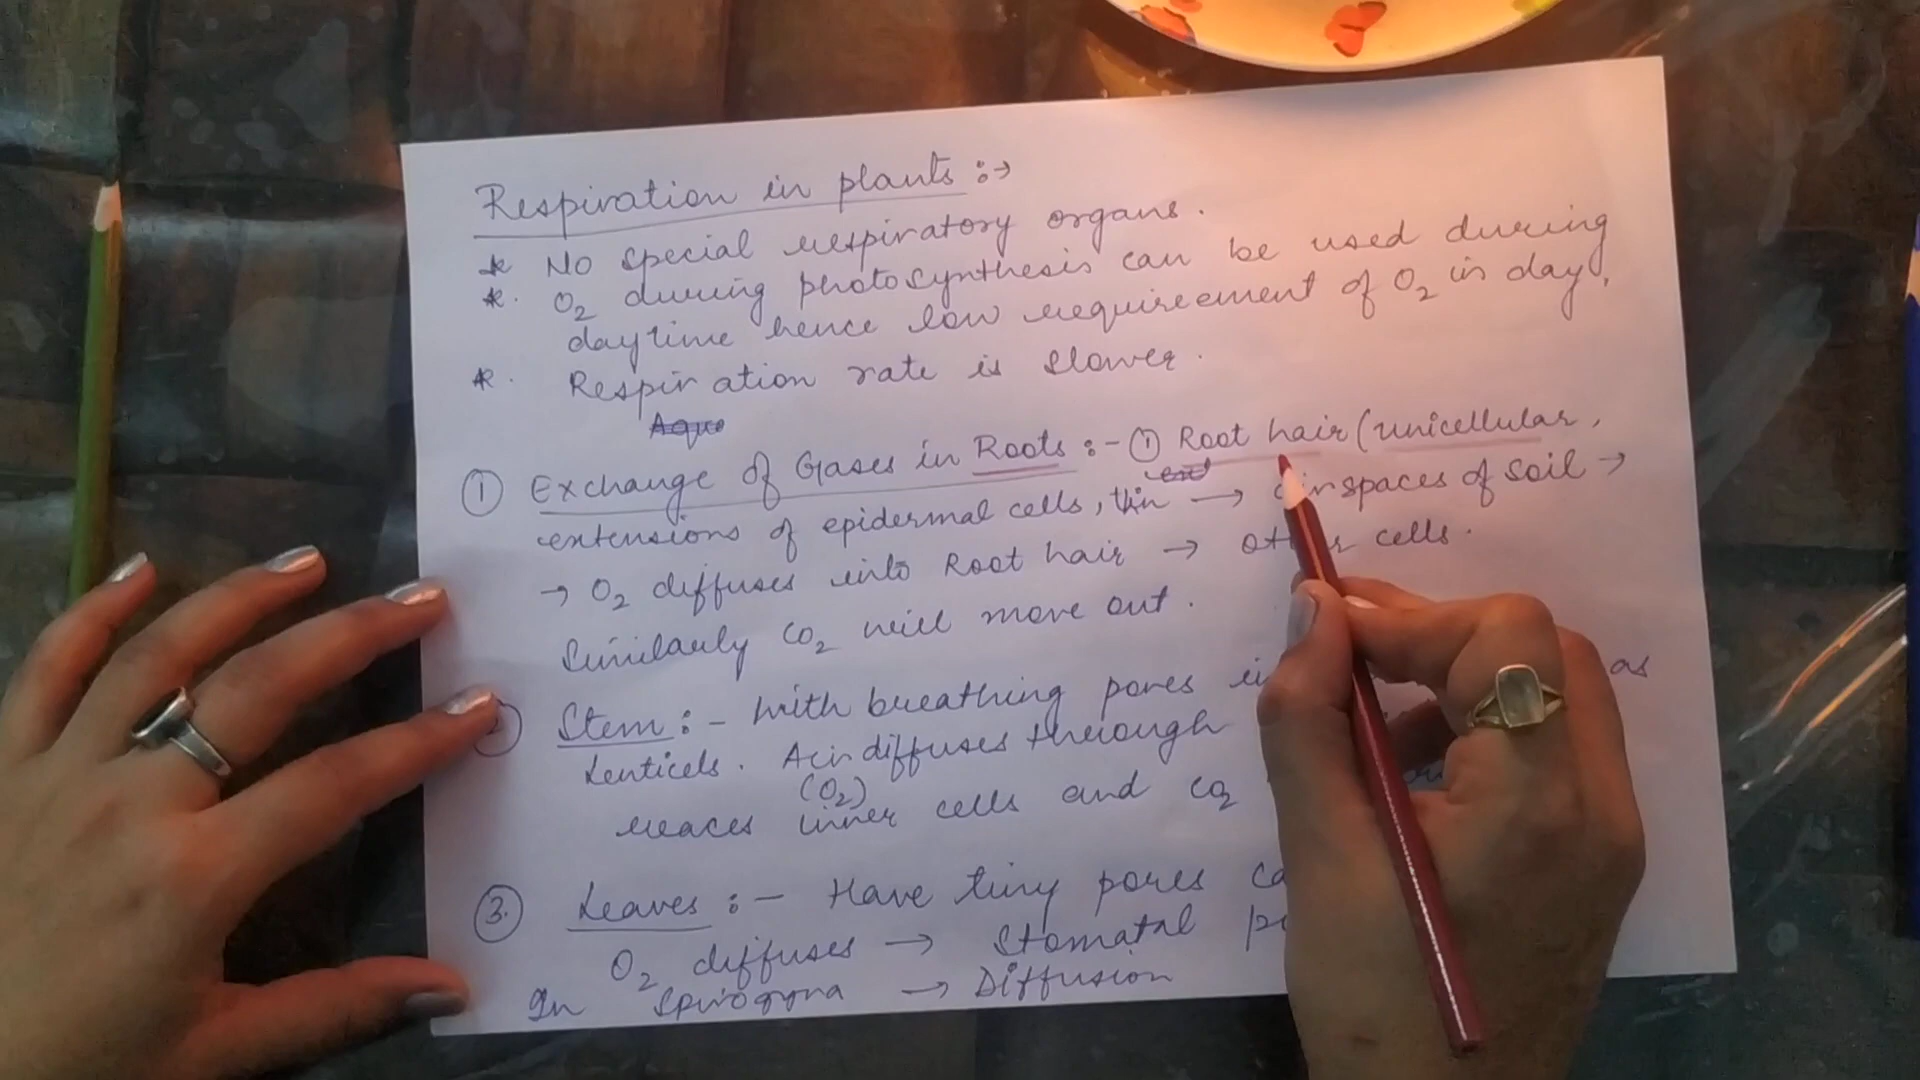 Respiration in plants :→
* No special respiratory organs.
*. O2 during photosynthesis can be used during
daytime hence low requirement of O2 in day.
*. Respiration rate is slower.
① Exchange of Gases in Roots :- ① Root hair (unicellular,
extensions of epidermal cells, thin → air spaces of soil →
→ O2 diffuses into Root hair → other cells.
Similarly CO2 will move out.
② Stem :- With breathing pores as
Lenticels. Air diffuses through
(O2)
reaces inner cells and CO2
③. Leaves :- Have tiny pores
O2 diffuses → Stomatal
In Spirogyra → Diffusion